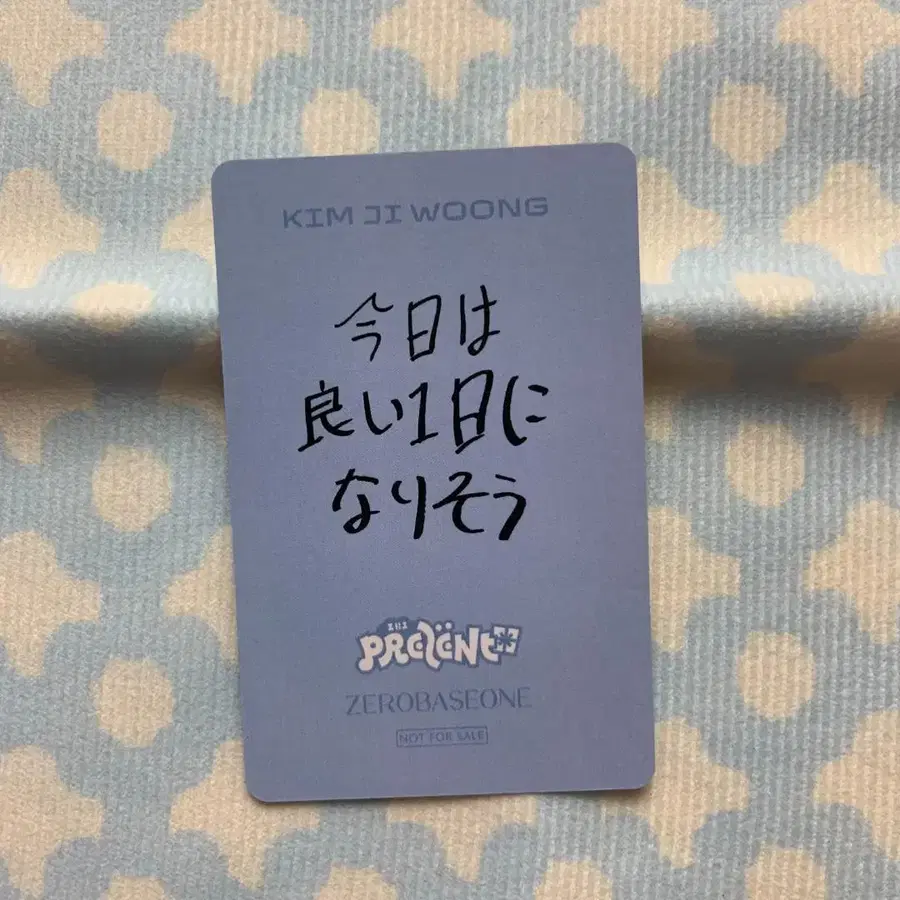 KIM JI WOONG
今日は
良い1日に
なりそう
PREZENT
ZEROBASEONE
NOT FOR SALE